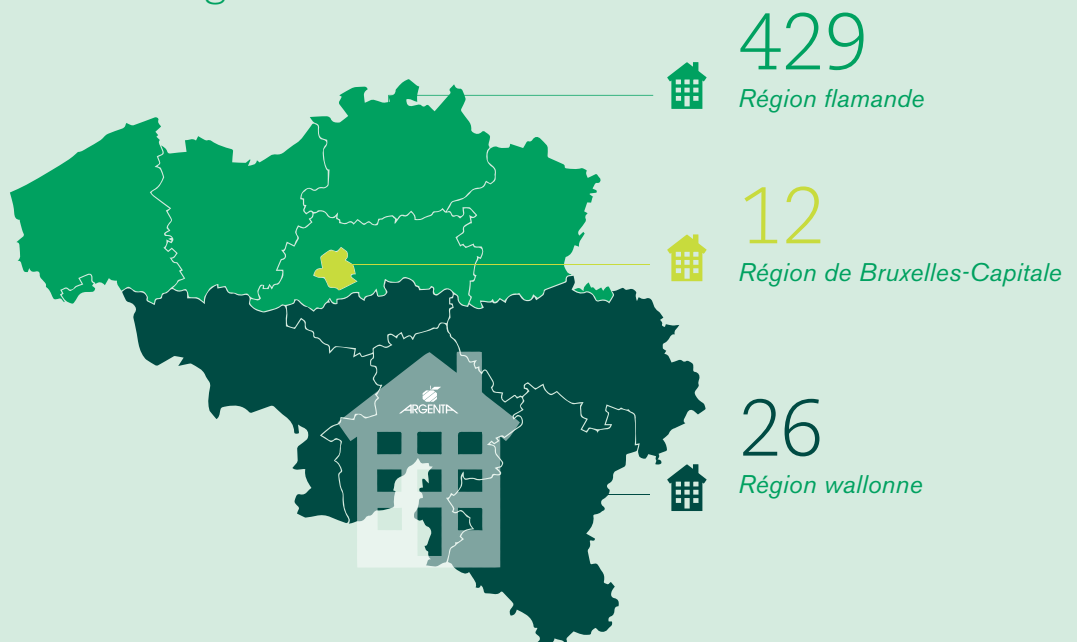 429
Région flamande
12
Région de Bruxelles-Capitale
ARGENTA
26
Région wallonne